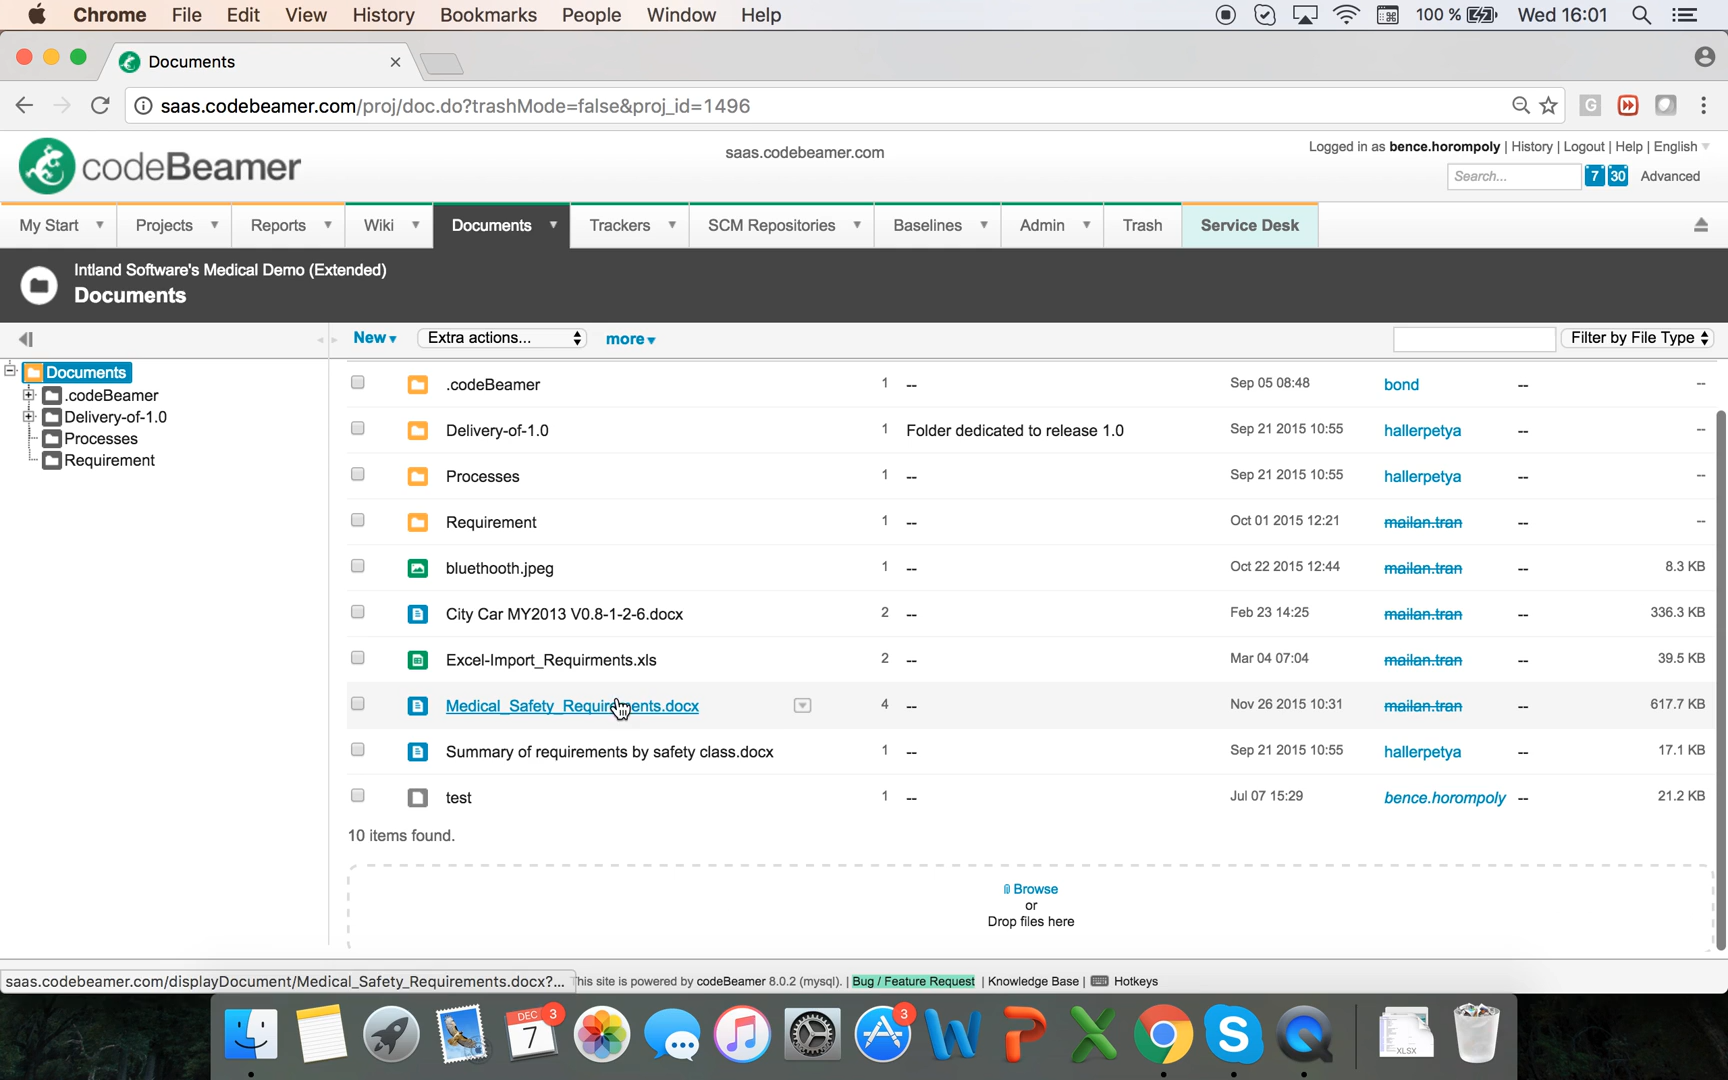 Chrome File Edit View History Bookmarks People Window Help 100 % Wed 16:01
Documents
saas.codebeamer.com/proj/doc.do?trashMode=false&proj_id=1496 G
codeBeamer saas.codebeamer.com Logged in as bence.horompoly | History | Logout | Help | English
Search... 7 30 Advanced
My Start Projects Reports Wiki Documents Trackers SCM Repositories Baselines Admin Trash Service Desk
Intland Software's Medical Demo (Extended)
Documents
New Extra actions... more Filter by File Type
Documents
.codeBeamer
Delivery-of-1.0
Processes
Requirement
.codeBeamer 1 -- Sep 05 08:48 bond -- --
Delivery-of-1.0 1 Folder dedicated to release 1.0 Sep 21 2015 10:55 hallerpetya -- --
Processes 1 -- Sep 21 2015 10:55 hallerpetya -- --
Requirement 1 -- Oct 01 2015 12:21 mailan.tran -- --
bluethooth.jpeg 1 -- Oct 22 2015 12:44 mailan.tran -- 8.3 KB
City Car MY2013 V0.8-1-2-6.docx 2 -- Feb 23 14:25 mailan.tran -- 336.3 KB
Excel-Import_Requirments.xls 2 -- Mar 04 07:04 mailan.tran -- 39.5 KB
Medical_Safety_Requirements.docx 4 -- Nov 26 2015 10:31 mailan.tran -- 617.7 KB
Summary of requirements by safety class.docx 1 -- Sep 21 2015 10:55 hallerpetya -- 17.1 KB
test 1 -- Jul 07 15:29 bence.horompoly -- 21.2 KB
10 items found.
Browse
or
Drop files here
saas.codebeamer.com/displayDocument/Medical_Safety_Requirements.docx?... This site is powered by codeBeamer 8.0.2 (mysql). | Bug / Feature Request | Knowledge Base | Hotkeys
DEC 7 3 3 XLSX